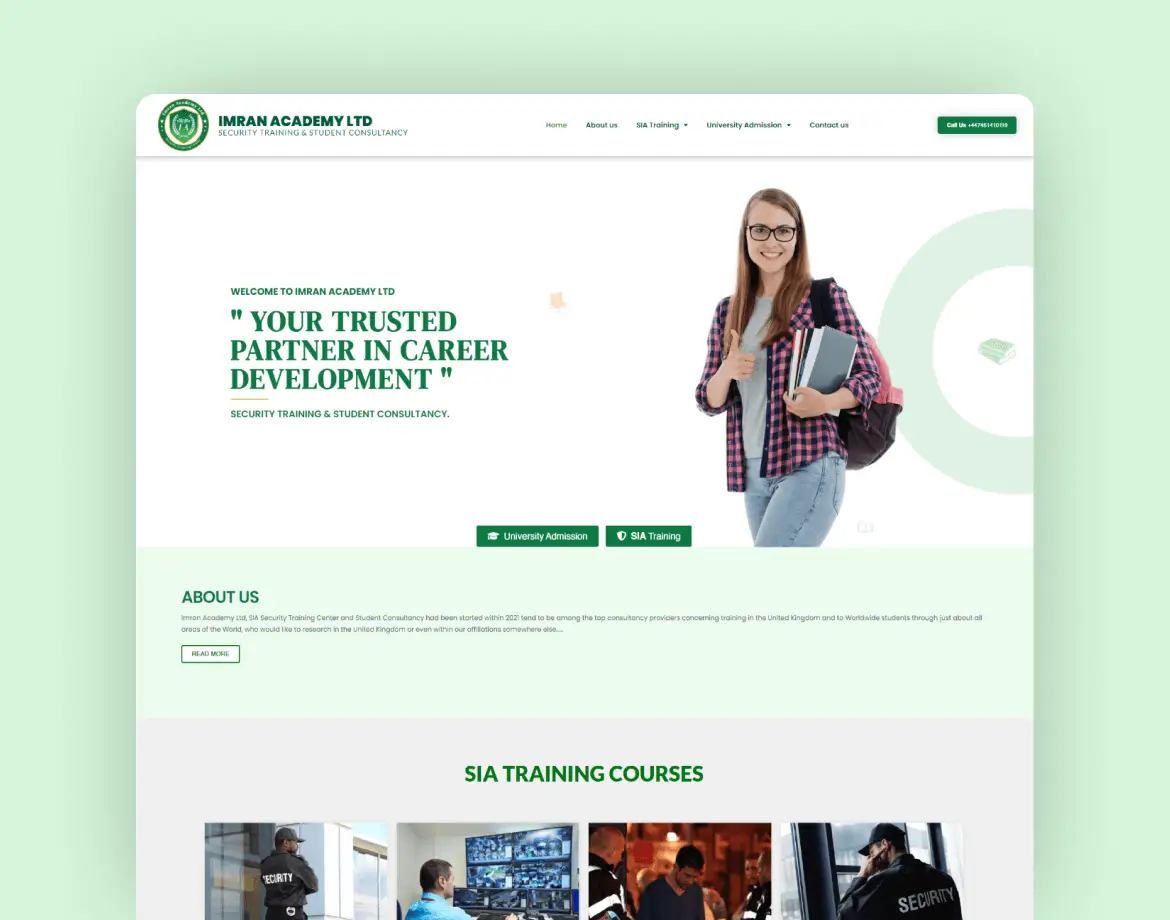 IMRAN ACADEMY LTD
SECURITY TRAINING & STUDENT CONSULTANCY
Home
About us
SIA Training
University Admission
Contact us
Call Us
WELCOME TO IMRAN ACADEMY LTD
" YOUR TRUSTED
PARTNER IN CAREER
DEVELOPMENT "
SECURITY TRAINING & STUDENT CONSULTANCY.
University Admission
SIA Training
ABOUT US
Imran Academy Ltd, SIA Security Training Center and Student Consultancy had been started within 2021 tend to be among the top consultancy providers concerning training in the United Kingdom and to Worldwide students through just about all
areas of the World, who would like to research in the United Kingdom or even within our affiliations somewhere else....
READ MORE
SIA TRAINING COURSES
SECURITY
SECURITY